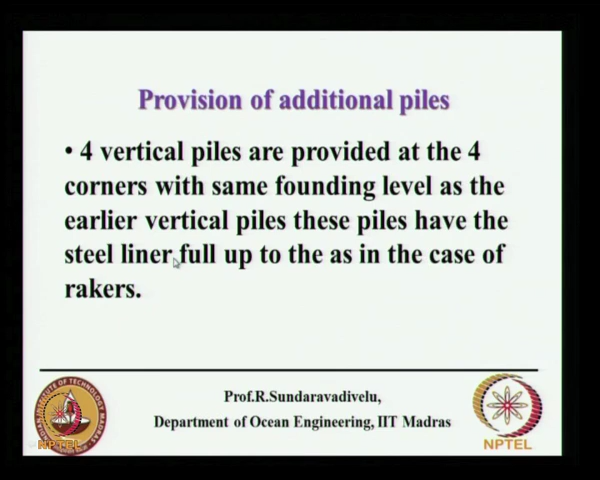 Provision of additional piles
• 4 vertical piles are provided at the 4
corners with same founding level as the
earlier vertical piles these piles have the
steel liner full up to the as in the case of
rakers.
Prof.R.Sundaravadivelu,
Department of Ocean Engineering, IIT Madras
NPTEL
NPTEL